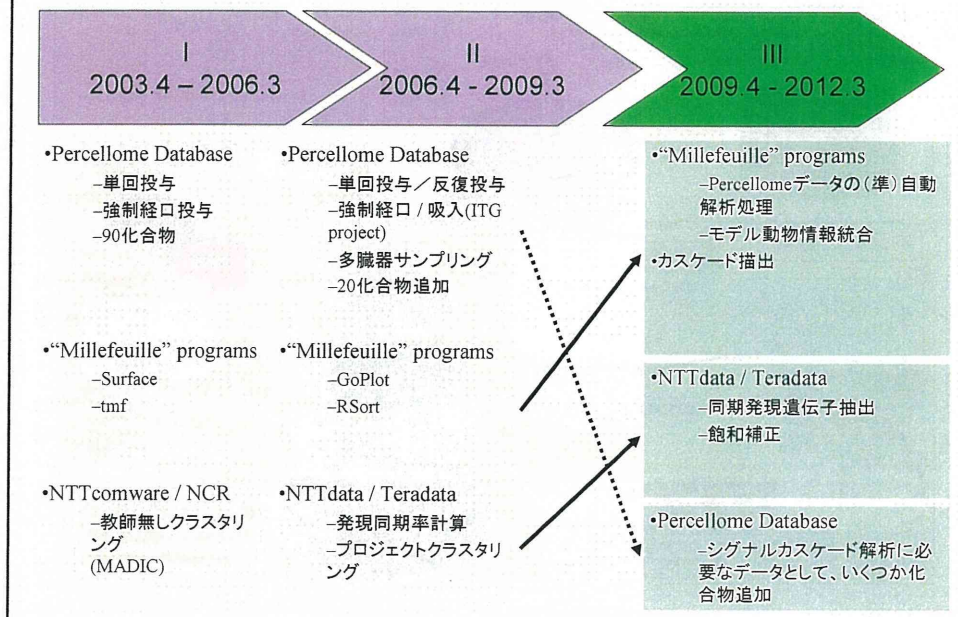 I
2003.4 – 2006.3
II
2006.4 - 2009.3
III
2009.4 - 2012.3
•Percellome Database
–単回投与
–強制経口投与
–90化合物
•“Millefeuille” programs
–Surface
–tmf
•NTTcomware / NCR
–教師無しクラスタリ
ング
(MADIC)
•Percellome Database
–単回投与／反復投与
–強制経口 / 吸入(ITG
project)
–多臓器サンプリング
–20化合物追加
•“Millefeuille” programs
–GoPlot
–RSort
•NTTdata / Teradata
–発現同期率計算
–プロジェクトクラスタリ
ング
•“Millefeuille” programs
–Percellomeデータの(準)自動
解析処理
–モデル動物情報統合
•カスケード描出
•NTTdata / Teradata
–同期発現遺伝子抽出
–飽和補正
•Percellome Database
–シグナルカスケード解析に必
要なデータとして、いくつか化
合物追加